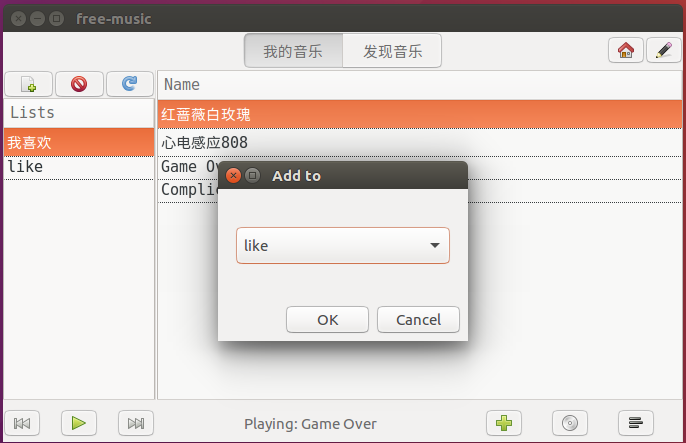 free-music
我的音乐 发现音乐
Lists
Name
我喜欢
like
红蔷薇白玫瑰
心电感应808
Game
Add to
like
OK Cancel
Playing: Game Over